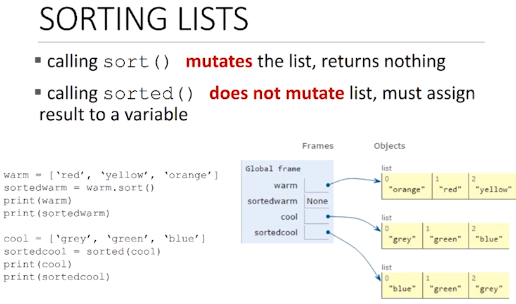 SORTING LISTS
▪ calling sort() mutates the list, returns nothing
▪ calling sorted() does not mutate list, must assign
result to a variable
warm = ['red', 'yellow', 'orange']
sortedwarm = warm.sort()
print(warm)
print(sortedwarm)
cool = ['grey', 'green', 'blue']
sortedcool = sorted(cool)
print(cool)
print(sortedcool)
Frames Objects
Global frame
warm
sortedwarm None
cool
sortedcool
list
0 1 2
"orange" "red" "yellow"
list
0 1 2
"grey" "green" "blue"
list
0 1 2
"blue" "green" "grey"